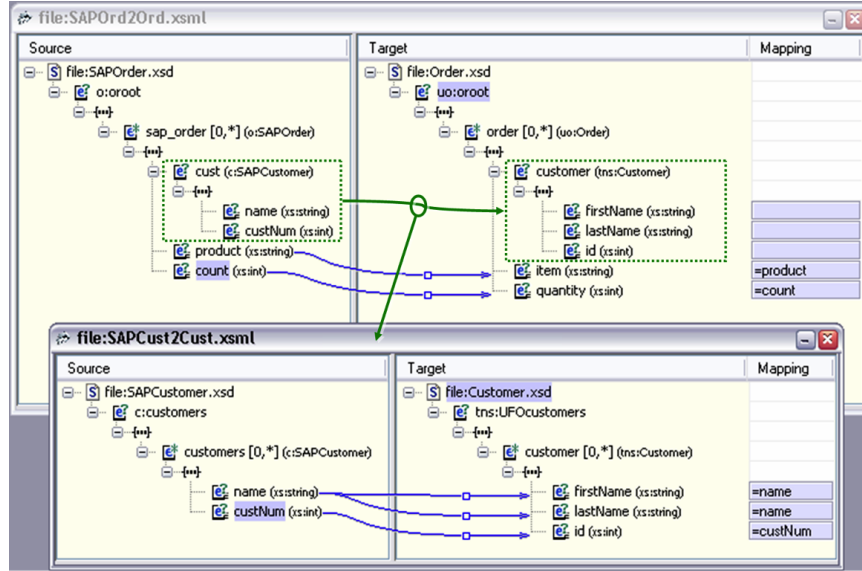 file:SAPOrd2Ord.xsml
Source Target Mapping
file:SAPOrder.xsd file:Order.xsd
o:oroot uo:oroot
{...} {...}
sap_order [0,*] (o:SAPOrder) order [0,*] (uo:Order)
{...} {...}
cust (c:SAPCustomer) customer (tns:Customer)
{...} {...}
name (xs:string) firstName (xs:string)
custNum (xs:int) lastName (xs:string)
product (xs:string) id (xs:int)
count (xs:int) item (xs:string) =product
quantity (xs:int) =count
file:SAPCust2Cust.xsml
Source Target Mapping
file:SAPCustomer.xsd file:Customer.xsd
c:customers tns:UFOcustomers
{...} {...}
customers [0,*] (c:SAPCustomer) customer [0,*] (tns:Customer)
{...} {...}
name (xs:string) firstName (xs:string) =name
custNum (xs:int) lastName (xs:string) =name
id (xs:int) =custNum